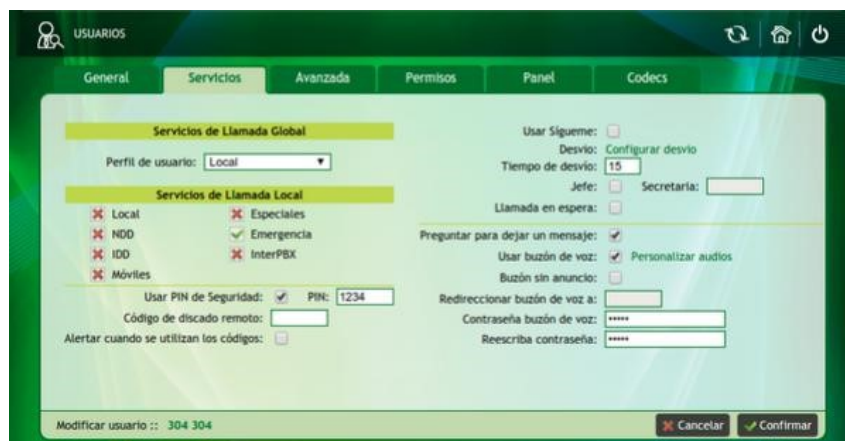 USUARIOS
General Servicios Avanzada Permisos Panel Codecs
Servicios de Llamada Global
Perfil de usuario: Local
Servicios de Llamada Local
Local Especiales
NDD Emergencia
IDD InterPBX
Móviles
Usar PIN de Seguridad: PIN: 1234
Código de discado remoto:
Alertar cuando se utilizan los códigos:
Usar Sígueme:
Desvio: Configurar desvio
Tiempo de desvío: 15
Jefe: Secretaria:
Llamada en espera:
Preguntar para dejar un mensaje:
Usar buzón de voz: Personalizar audios
Buzón sin anuncio:
Redireccionar buzón de voz a:
Contraseña buzón de voz: •••••
Reescriba contraseña: •••••
Modificar usuario :: 304 304
Cancelar Confirmar